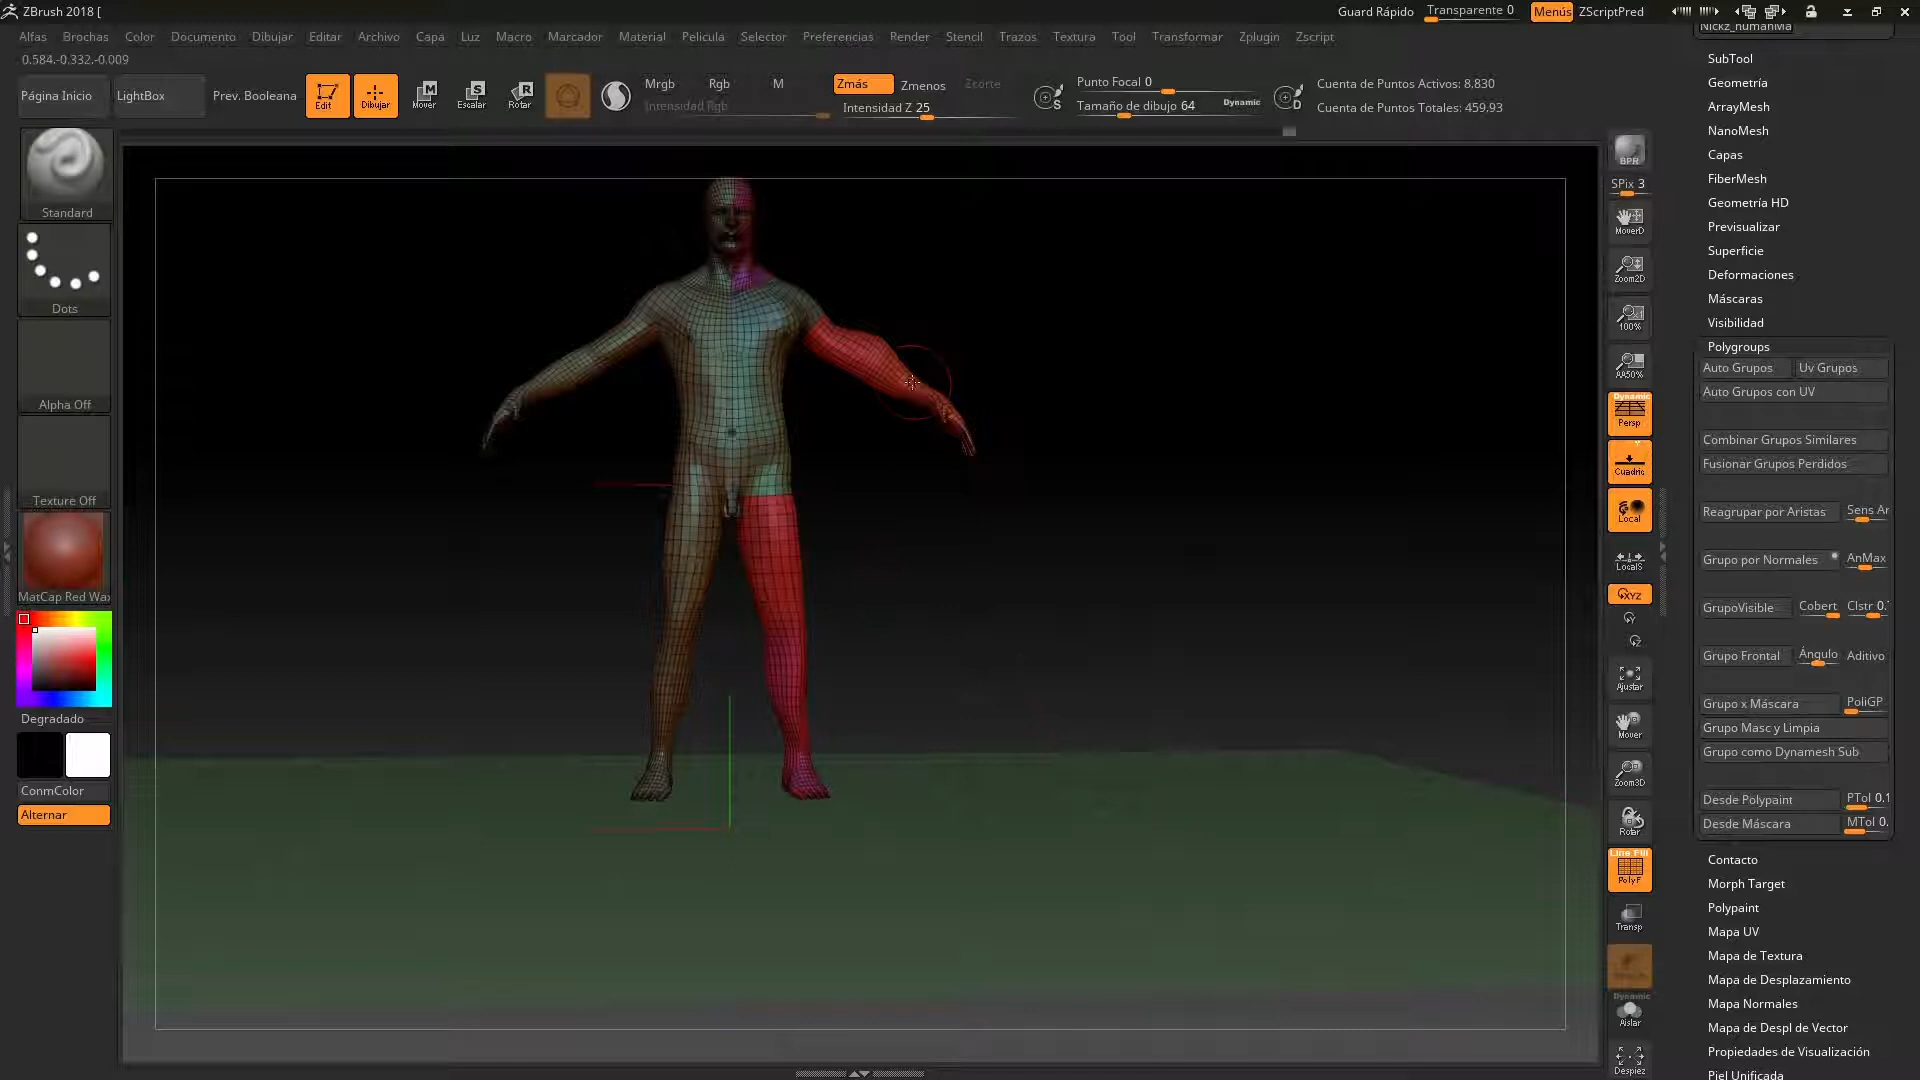 ZBrush 2018 [
Guard Rápido
Transparente 0
Menús
ZScriptPred
Alfas Brochas Color Documento Dibujar Editar Archivo Capa Luz Macro Marcador Material Pelicula Selector Preferencias Render Stencil Trazos Textura Tool Transformar Zplugin Zscript
0.584,-0.332,-0.009
Página Inicio
LightBox
Prev. Booleana
Edit
Dibujar
Mover
Escalar
Rotar
Mrgb
Rgb
M
Intensidad Rgb
Zmás
Zmenos
Zcorte
Intensidad Z 25
Punto Focal 0
Tamaño de dibujo 64
Dynamic
Cuenta de Puntos Activos: 8,830
Cuenta de Puntos Totales: 459,93
Standard
Dots
Alpha Off
Texture Off
MatCap Red Wax
Degradado
ConmColor
Alternar
BPR
SPix 3
MoverD
Zoom2D
100%
AA50%
Dynamic
Persp
Cuadric
Local
LocalS
XYZ
Y
Z
Ajustar
Mover
Zoom3D
Rotar
Line Fill
PolyF
Transp
Dynamic
Aislar
Despiez
SubTool
Geometría
ArrayMesh
NanoMesh
Capas
FiberMesh
Geometría HD
Previsualizar
Superficie
Deformaciones
Máscaras
Visibilidad
Polygroups
Auto Grupos
Uv Grupos
Auto Grupos con UV
Combinar Grupos Similares
Fusionar Grupos Perdidos
Reagrupar por Aristas
Sens Ar
Grupo por Normales
AnMax
GrupoVisible
Cobert
Clstr 0.
Grupo Frontal
Ángulo
Aditivo
Grupo x Máscara
PoliGP
Grupo Masc y Limpia
Grupo como Dynamesh Sub
Desde Polypaint
PTol 0.1
Desde Máscara
MTol 0.
Contacto
Morph Target
Polypaint
Mapa UV
Mapa de Textura
Mapa de Desplazamiento
Mapa Normales
Mapa de Despl de Vector
Propiedades de Visualización
Piel Unificada